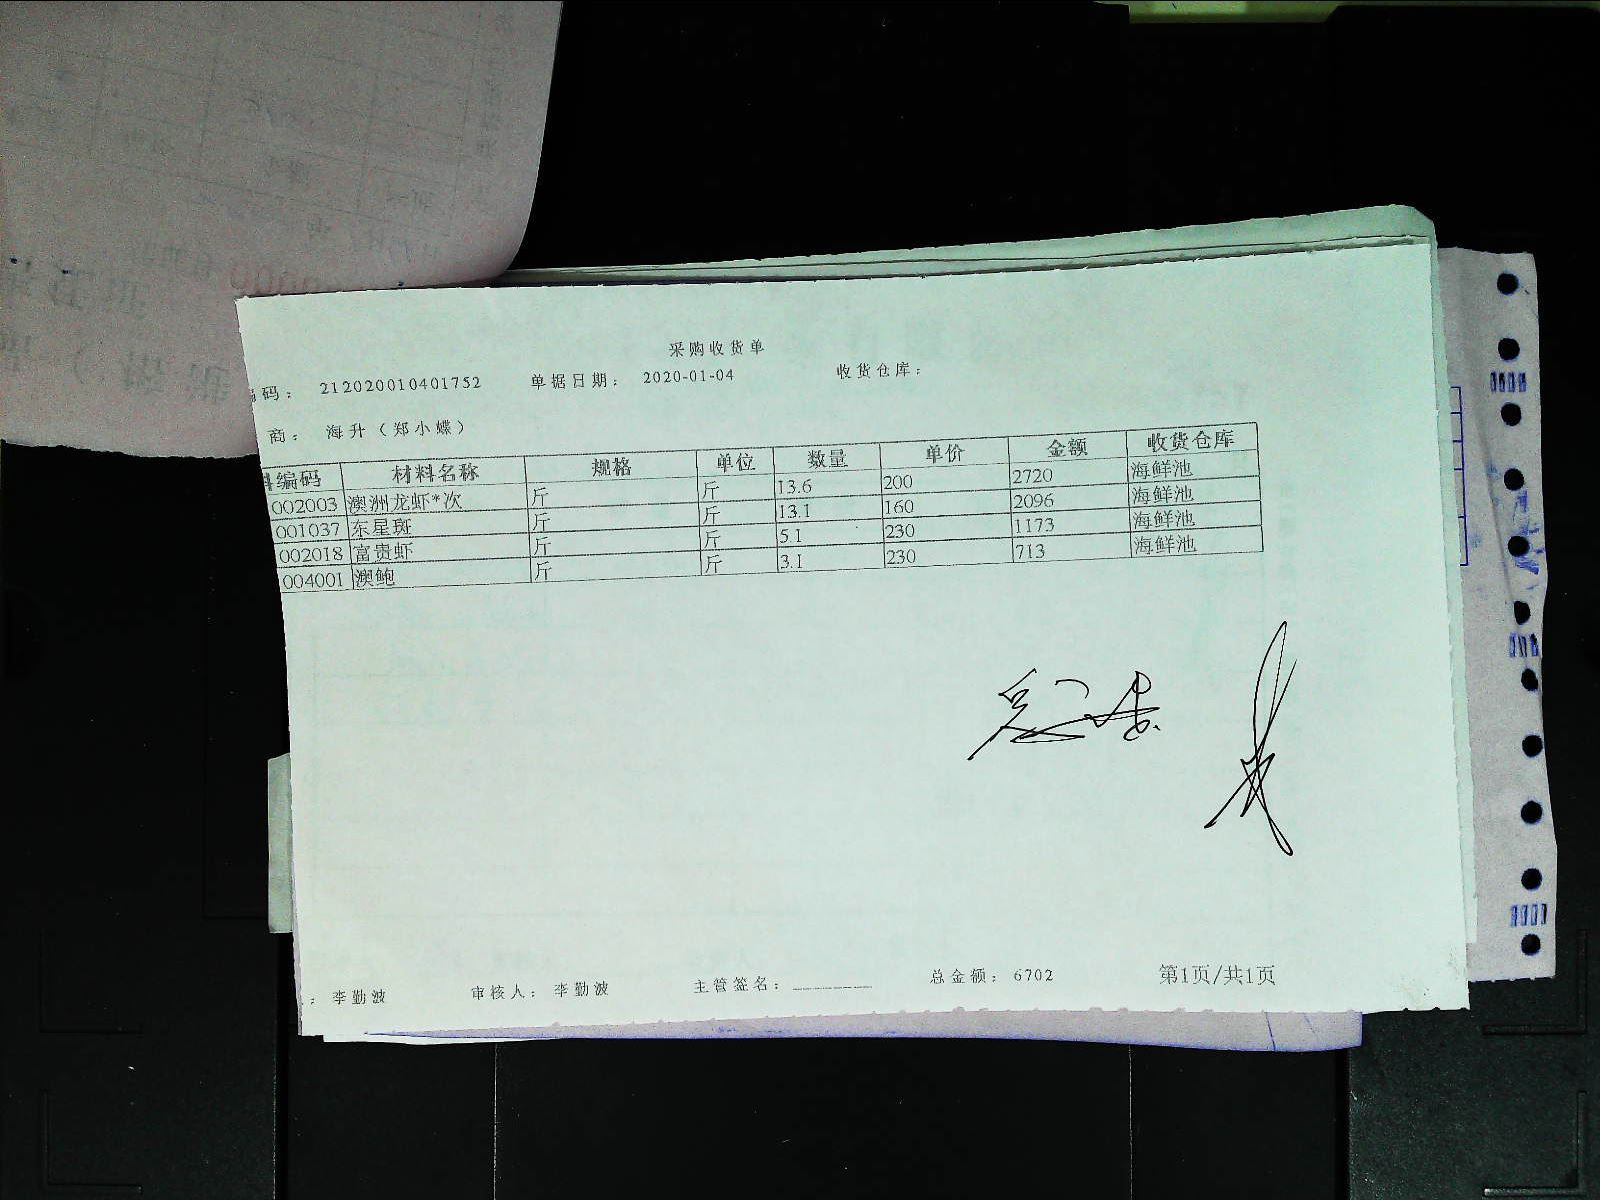 采购收货单
编码： 212020010401752 单据日期： 2020-01-04 收货仓库：
商： 海升（郑小蝶）
料编码 材料名称 规格 单位 数量 单价 金额 收货仓库
002003 澳洲龙虾*次 斤 斤 13.6 200 2720 海鲜池
001037 东星斑 斤 斤 13.1 160 2096 海鲜池
002018 富贵虾 斤 斤 5.1 230 1173 海鲜池
004001 澳鲍 斤 斤 3.1 230 713 海鲜池
： 李勤波 审核人： 李勤波 主管签名： 总金额： 6702 第1页/共1页